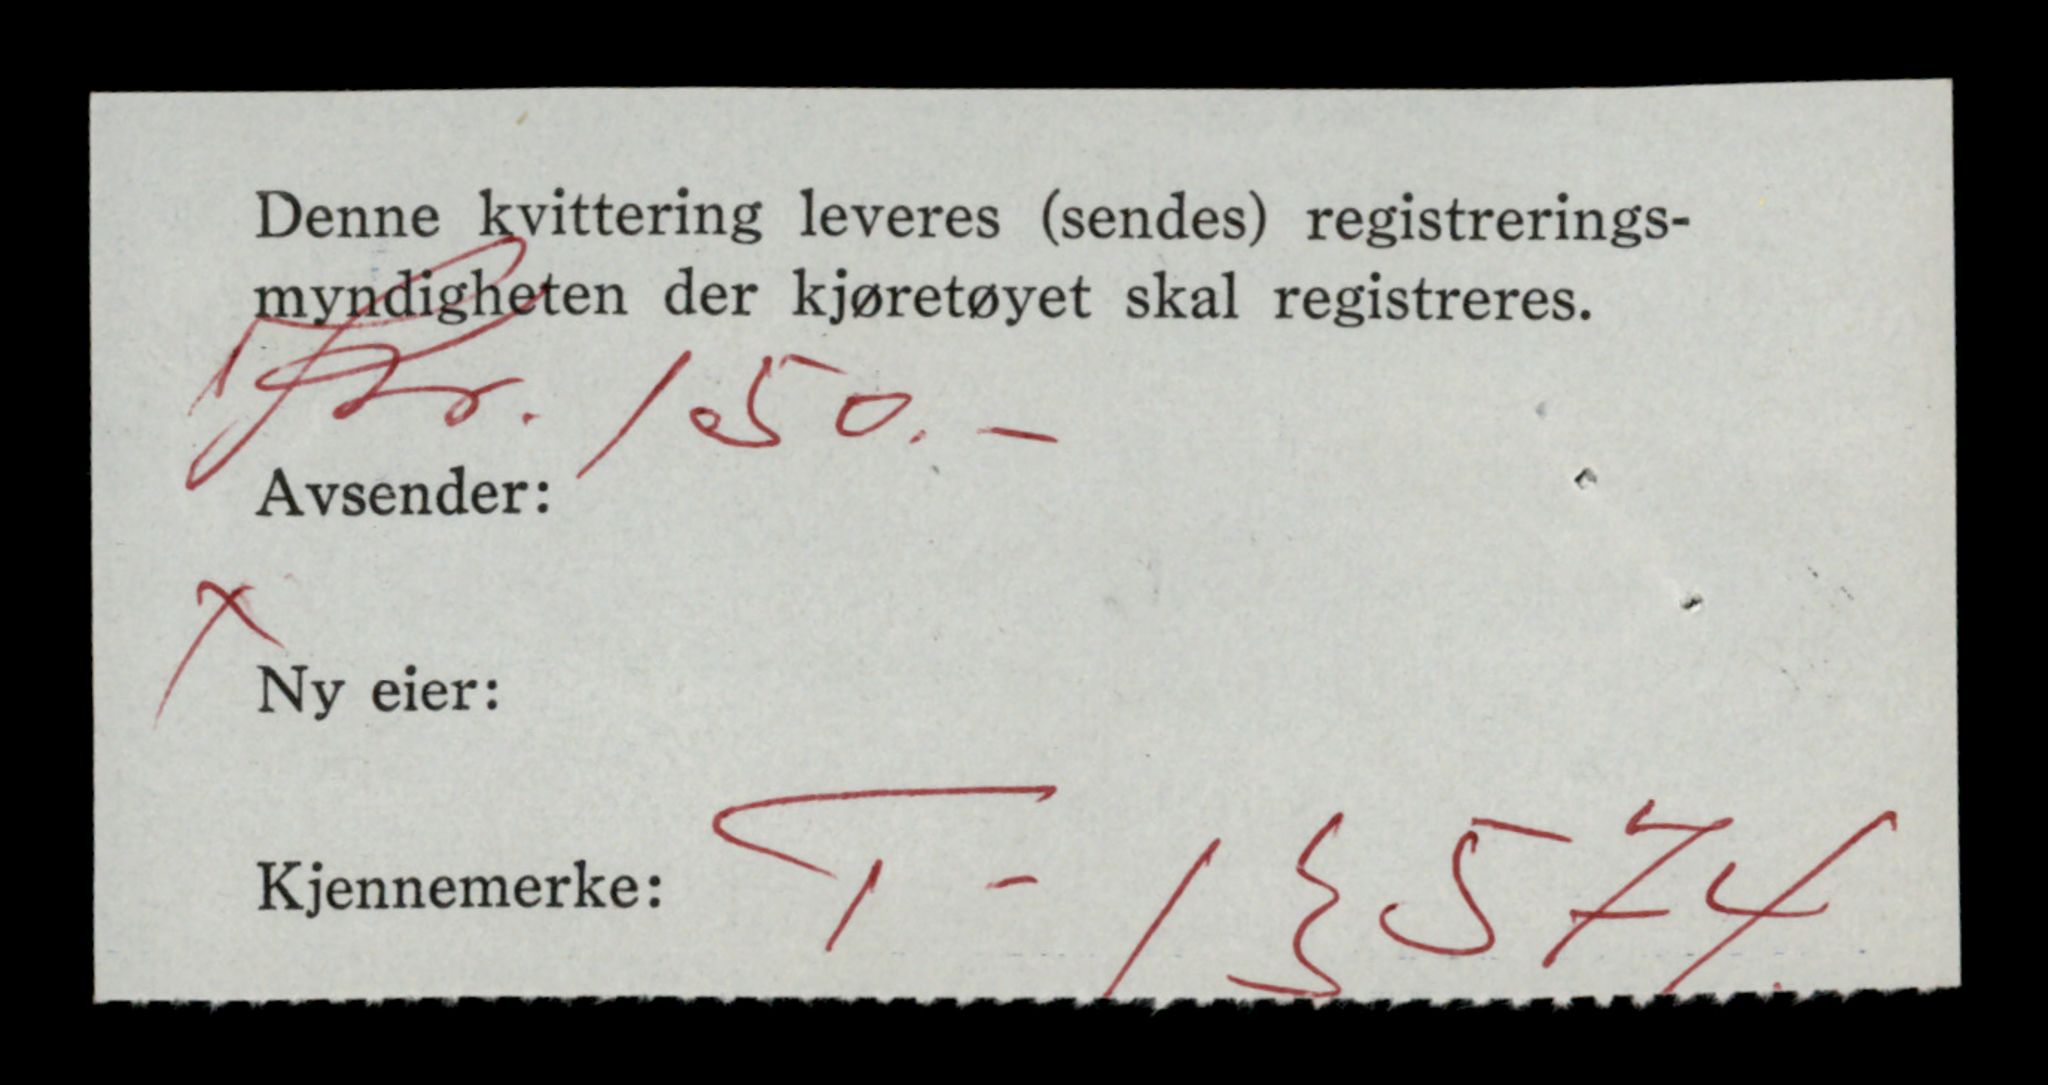 Denne kvittering leveres (sendes) registrerings-
myndigheten der kjøretøyet skal registreres.
Kr. 150.-
Avsender:
x
Ny eier:
Kjennemerke: T-13574